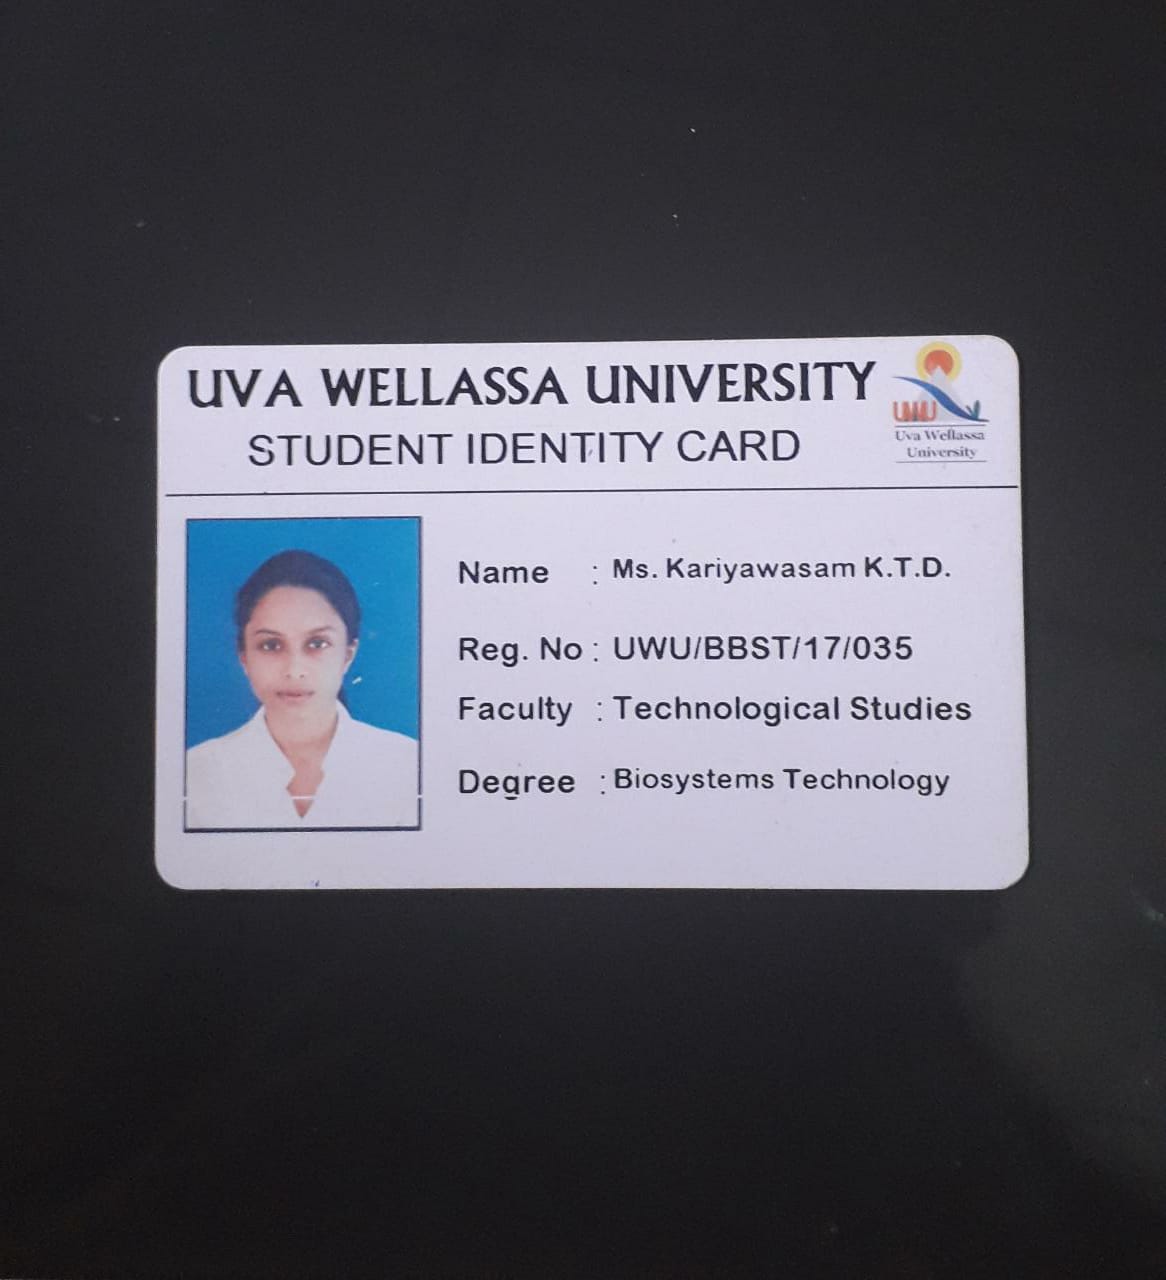 UVA WELLASSA UNIVERSITY
STUDENT IDENTITY CARD
UWU
Uva Wellassa
University
Name : Ms. Kariyawasam K.T.D.
Reg. No : UWU/BBST/17/035
Faculty : Technological Studies
Degree : Biosystems Technology